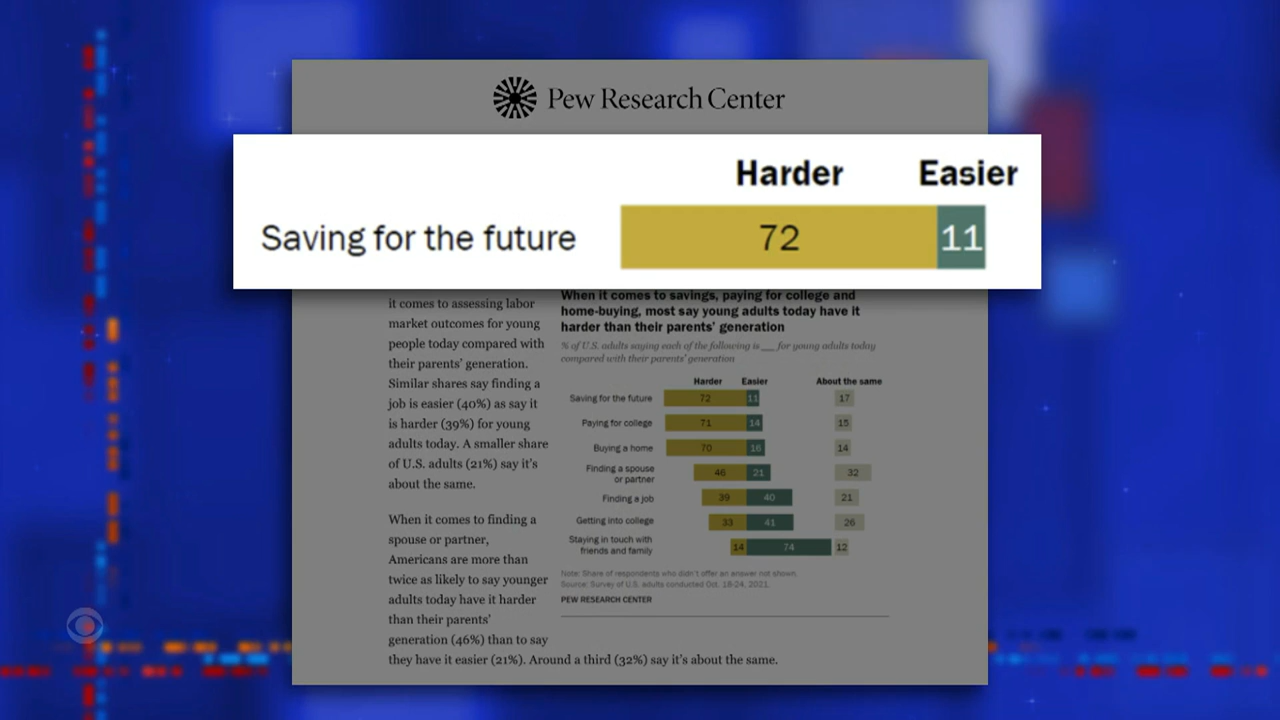 Pew Research Center
Harder Easier
Saving for the future 72 11
it comes to assessing labor
market outcomes for young
people today compared with
their parents' generation.
Similar shares say finding a
job is easier (40%) as say it
is harder (39%) for young
adults today. A smaller share
of U.S. adults (21%) say it's
about the same.
When it comes to finding a
spouse or partner,
Americans are more than
twice as likely to say younger
adults today have it harder
than their parents'
generation (46%) than to say
they have it easier (21%). Around a third (32%) say it's about the same.
When it comes to savings, paying for college and
home-buying, most say young adults today have it
harder than their parents' generation
% of U.S. adults saying each of the following is ___ for young adults today
compared with their parents' generation
Harder Easier About the same
Saving for the future 72 11 17
Paying for college 71 14 15
Buying a home 70 16 14
Finding a spouse
or partner 46 21 32
Finding a job 39 40 21
Getting into college 33 41 26
Staying in touch with
friends and family 14 74 12
Note: Share of respondents who didn't offer an answer not shown.
Source: Survey of U.S. adults conducted Oct. 18-24, 2021.
PEW RESEARCH CENTER